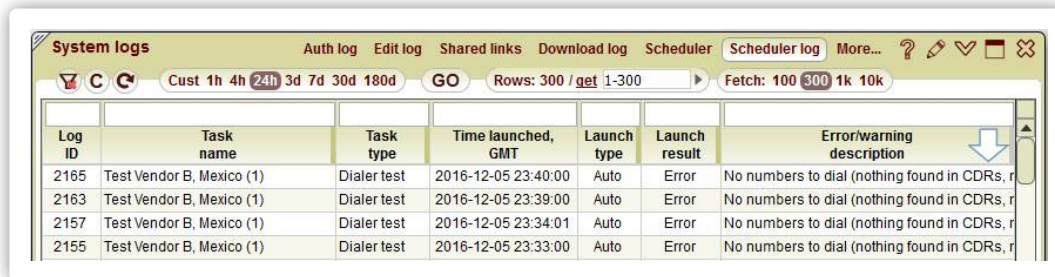 System logs Auth log Edit log Shared links Download log Scheduler Scheduler log More... ?
C Cust 1h 4h 24h 3d 7d 30d 180d GO Rows: 300 / get 1-300 Fetch: 100 300 1k 10k
Log ID Task name Task type Time launched, GMT Launch type Launch result Error/warning description
2165 Test Vendor B, Mexico (1) Dialer test 2016-12-05 23:40:00 Auto Error No numbers to dial (nothing found in CDRs, r
2163 Test Vendor B, Mexico (1) Dialer test 2016-12-05 23:39:00 Auto Error No numbers to dial (nothing found in CDRs, r
2157 Test Vendor B, Mexico (1) Dialer test 2016-12-05 23:34:01 Auto Error No numbers to dial (nothing found in CDRs, r
2155 Test Vendor B, Mexico (1) Dialer test 2016-12-05 23:33:00 Auto Error No numbers to dial (nothing found in CDRs, r